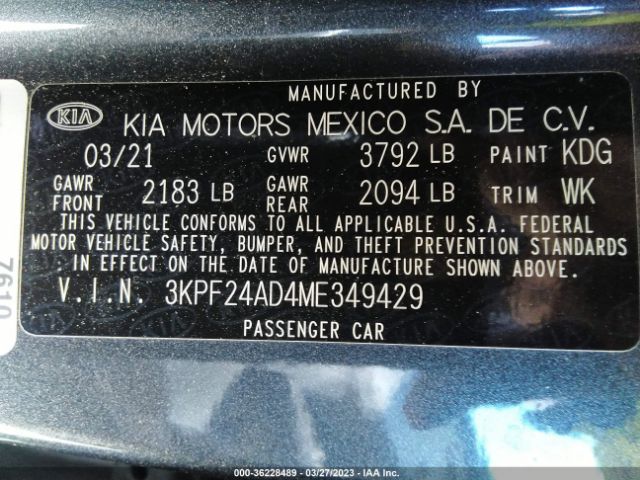 MANUFACTURED BY
KIA KIA MOTORS MEXICO S.A. DE C.V.
03/21 GVWR 3792 LB PAINT KDG
GAWR FRONT 2183 LB GAWR REAR 2094 LB TRIM WK
THIS VEHICLE CONFORMS TO ALL APPLICABLE U.S.A. FEDERAL
MOTOR VEHICLE SAFETY, BUMPER, AND THEFT PREVENTION STANDARDS
IN EFFECT ON THE DATE OF MANUFACTURE SHOWN ABOVE.
V.I.N. 3KPF24AD4ME349429
PASSENGER CAR
7610
000-36228489 - 03/27/2023 - IAA Inc.